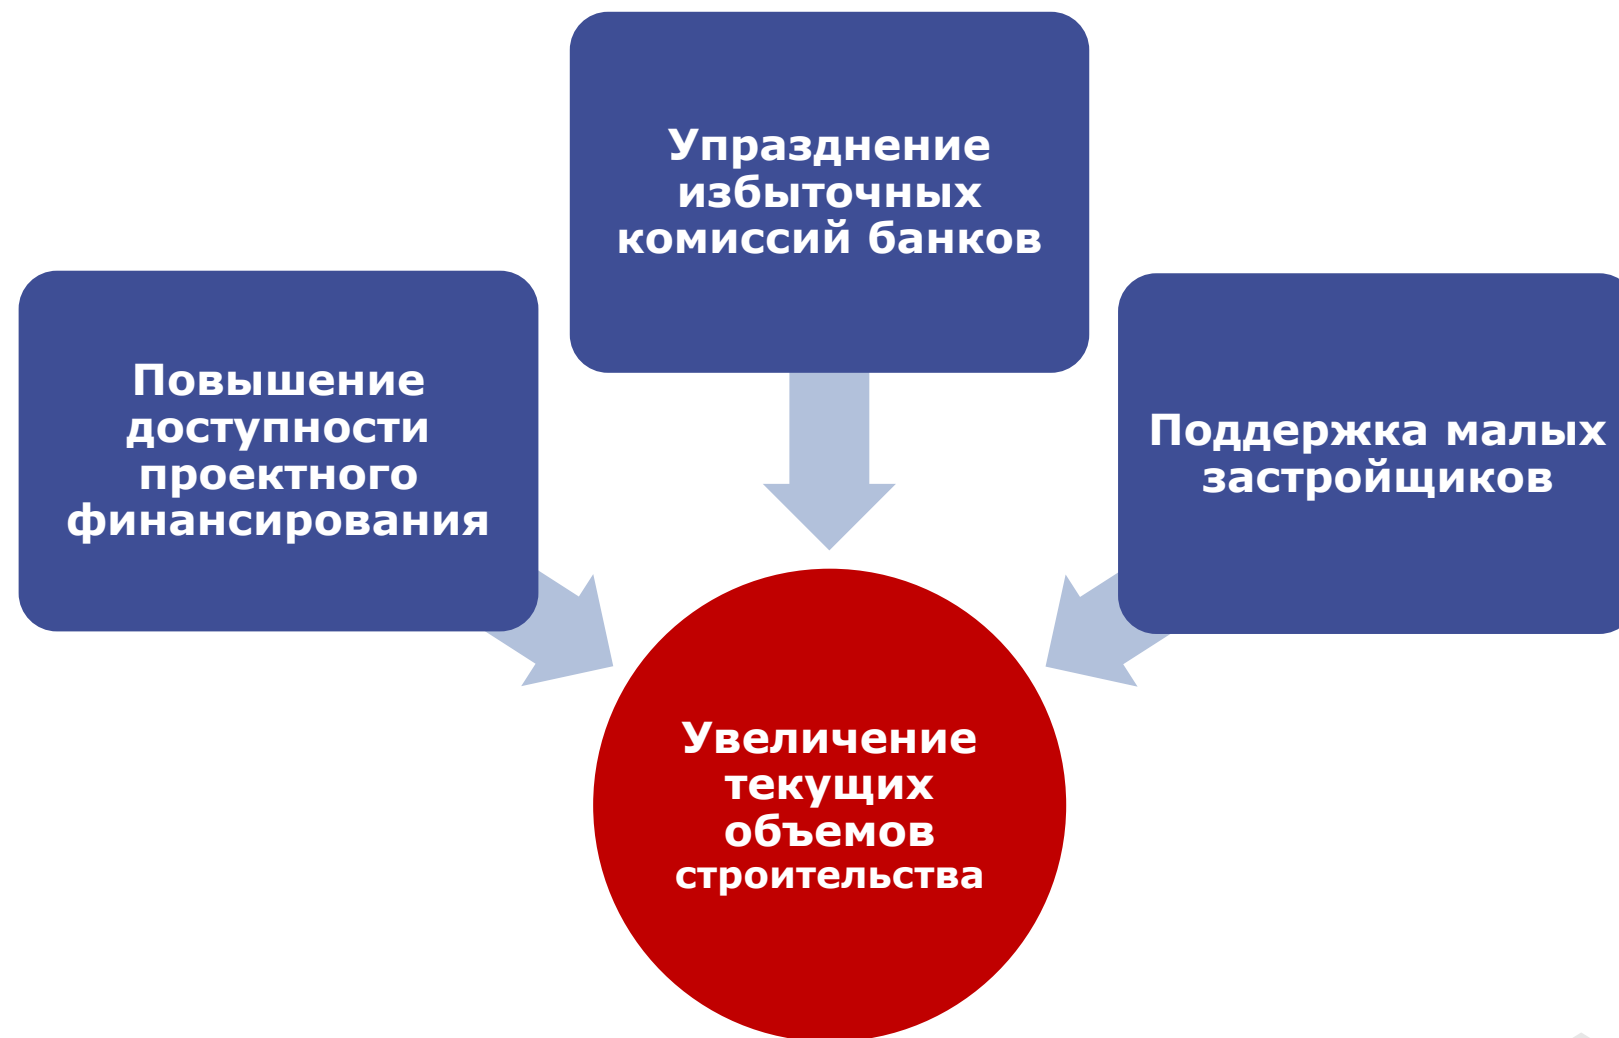 Упразднение
избыточных
комиссий банков
Повышение
доступности
проектного
финансирования
Поддержка малых
застройщиков
Увеличение
текущих
объемов
строительства